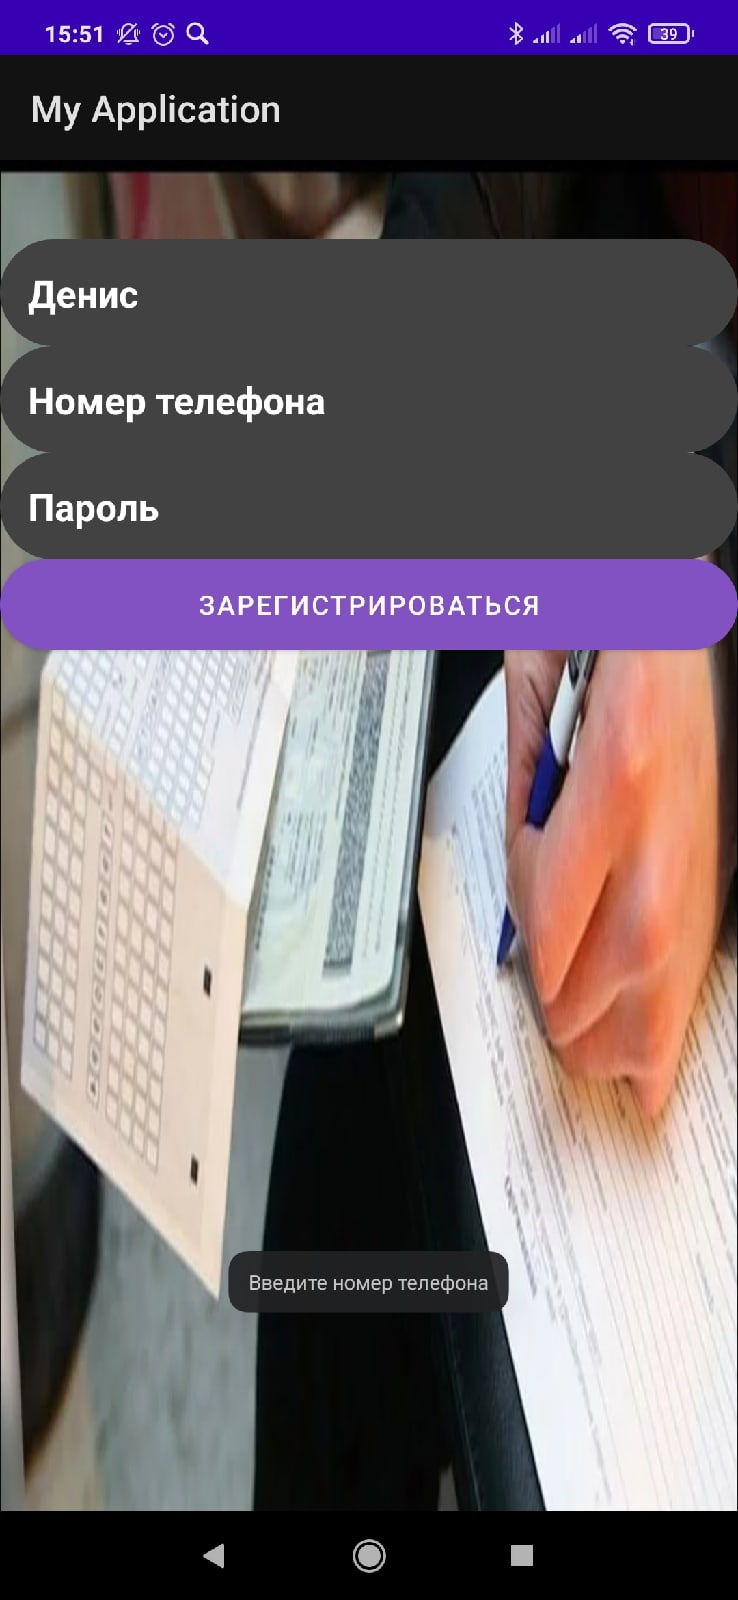 15:51
39
My Application
Денис
Номер телефона
Пароль
ЗАРЕГИСТРИРОВАТЬСЯ
Введите номер телефона